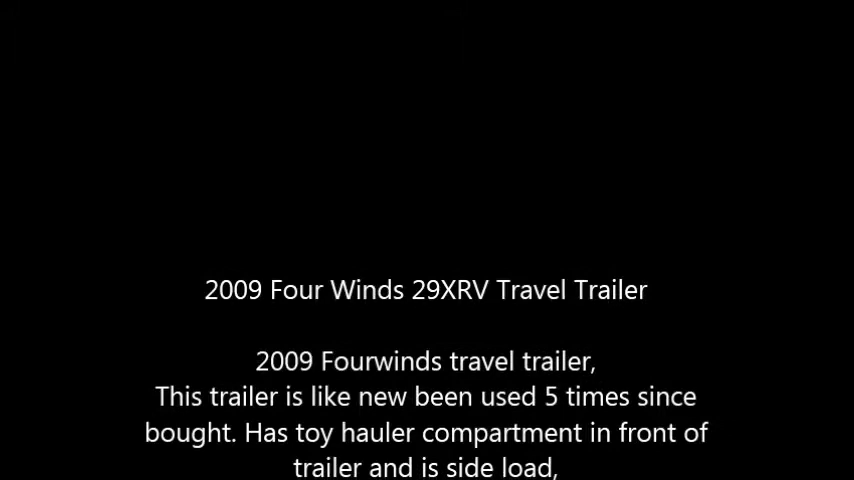 2009 Four Winds 29XRV Travel Trailer
2009 Fourwinds travel trailer,
This trailer is like new been used 5 times since
bought. Has toy hauler compartment in front of
trailer and is side load,